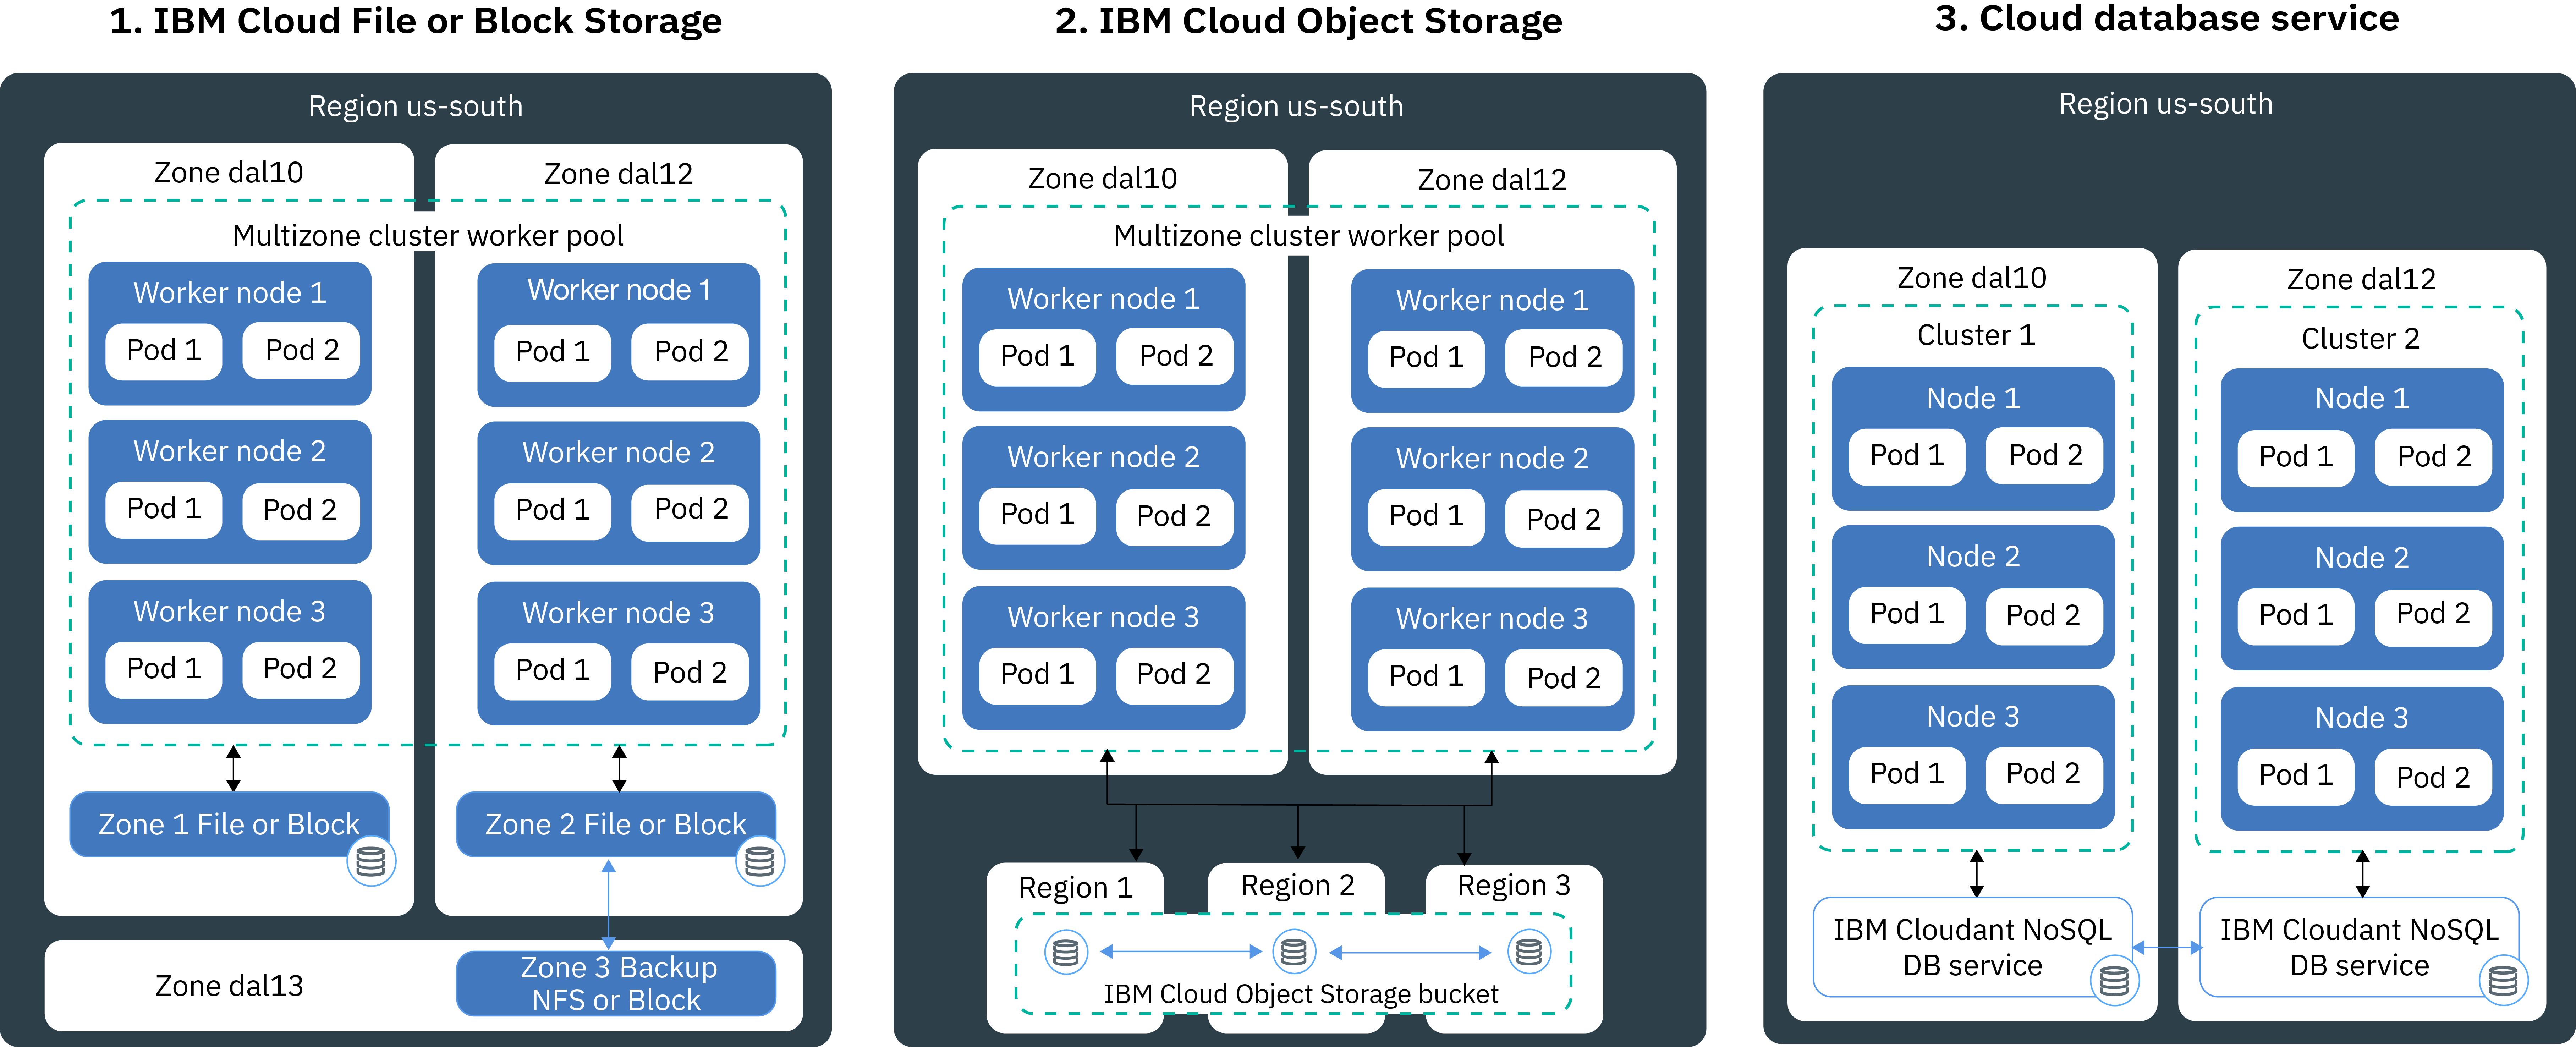 1. IBM Cloud File or Block Storage
Region us-south
Zone dal10
Zone dal12
Multizone cluster worker pool
Worker node 1
Pod 1
Pod 2
Worker node 1
Pod 1
Pod 2
Worker node 2
Pod 1
Pod 2
Worker node 2
Pod 1
Pod 2
Worker node 3
Pod 1
Pod 2
Worker node 3
Pod 1
Pod 2
Zone 1 File or Block
Zone 2 File or Block
Zone dal13
Zone 3 Backup
NFS or Block
2. IBM Cloud Object Storage
Region us-south
Zone dal10
Zone dal12
Multizone cluster worker pool
Worker node 1
Pod 1
Pod 2
Worker node 1
Pod 1
Pod 2
Worker node 2
Pod 1
Pod 2
Worker node 2
Pod 1
Pod 2
Worker node 3
Pod 1
Pod 2
Worker node 3
Pod 1
Pod 2
Region 1
Region 2
Region 3
IBM Cloud Object Storage bucket
3. Cloud database service
Region us-south
Zone dal10
Cluster 1
Node 1
Pod 1
Pod 2
Node 2
Pod 1
Pod 2
Node 3
Pod 1
Pod 2
IBM Cloudant NoSQL
DB service
Zone dal12
Cluster 2
Node 1
Pod 1
Pod 2
Node 2
Pod 1
Pod 2
Node 3
Pod 1
Pod 2
IBM Cloudant NoSQL
DB service